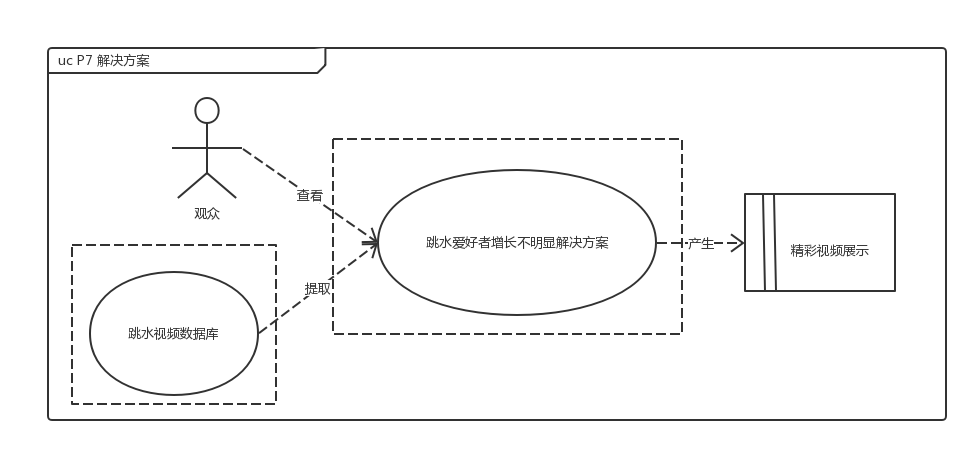 uc P7 解决方案
观众
查看
跳水爱好者增长不明显解决方案
产生
精彩视频展示
提取
跳水视频数据库